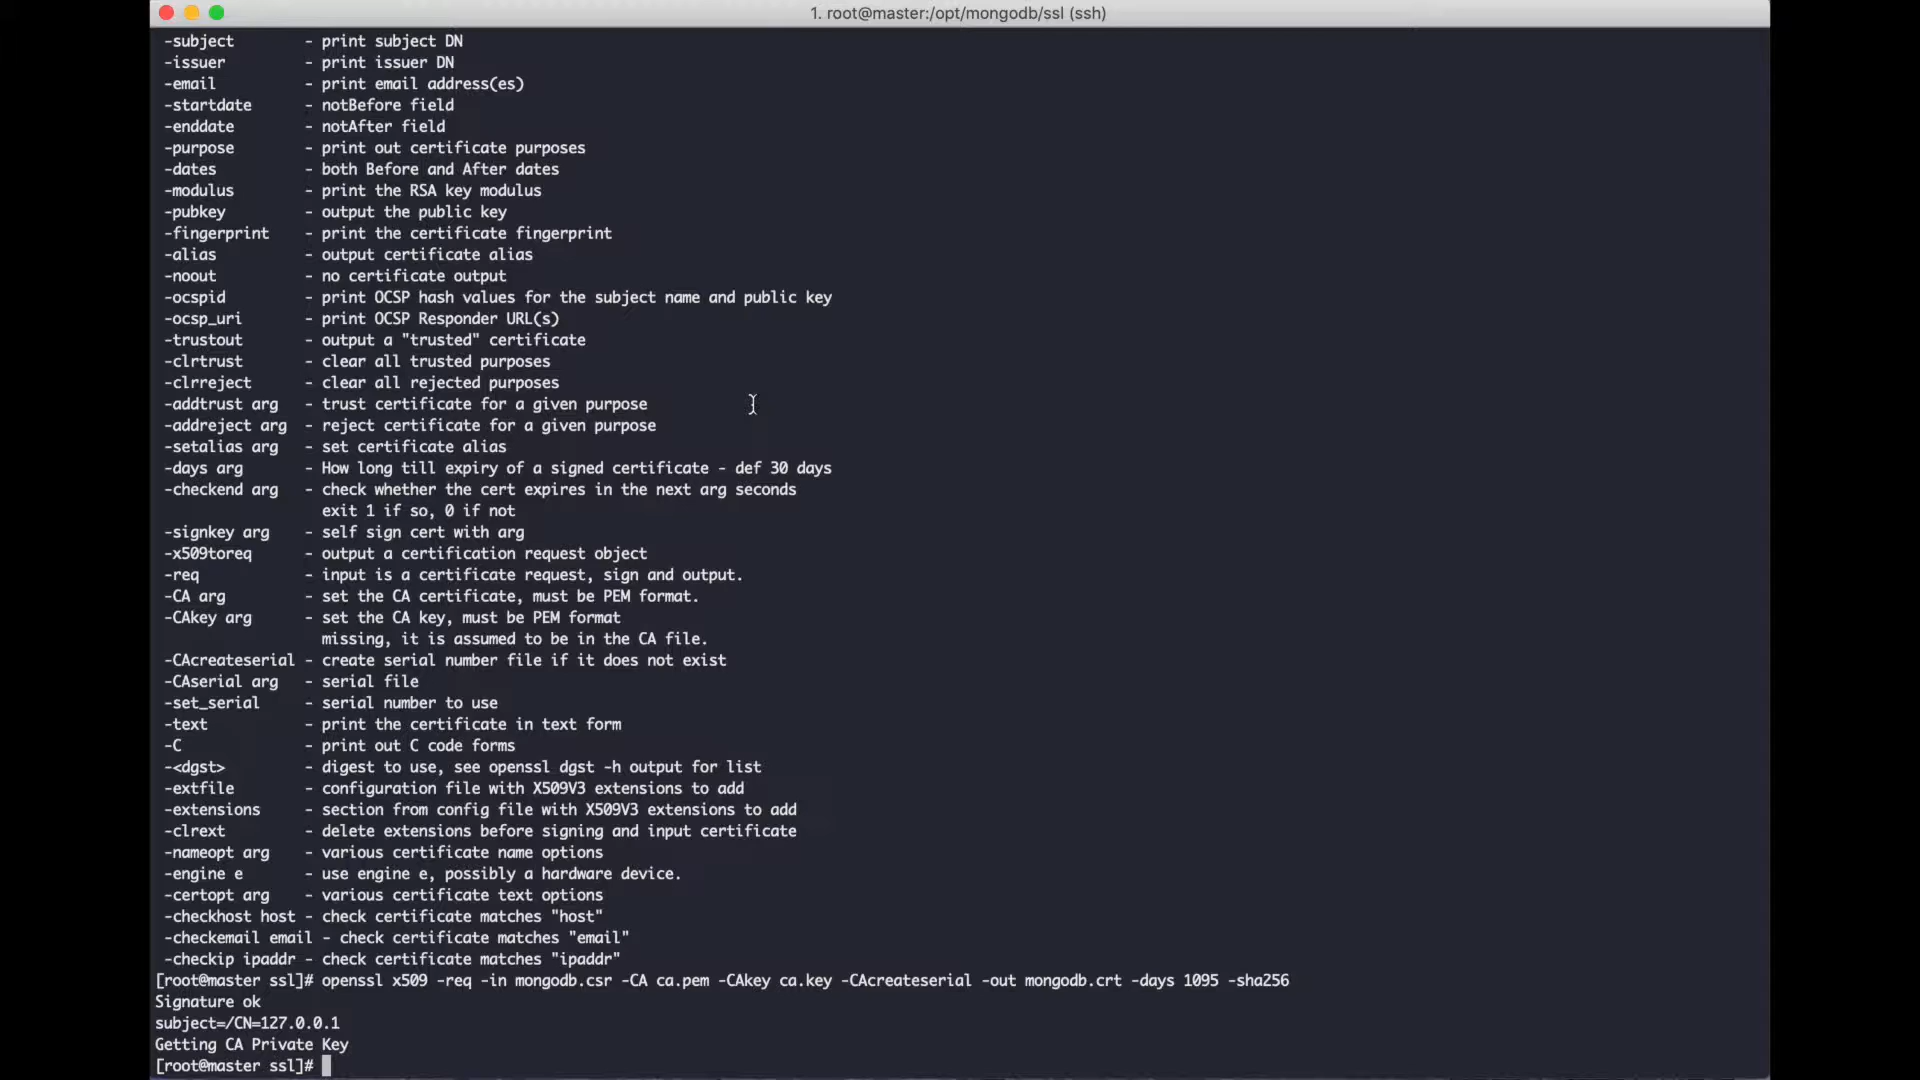 1. root@master:/opt/mongodb/ssl (ssh)
-subject - print subject DN
-issuer - print issuer DN
-email - print email address(es)
-startdate - notBefore field
-enddate - notAfter field
-purpose - print out certificate purposes
-dates - both Before and After dates
-modulus - print the RSA key modulus
-pubkey - output the public key
-fingerprint - print the certificate fingerprint
-alias - output certificate alias
-noout - no certificate output
-ocspid - print OCSP hash values for the subject name and public key
-ocsp_uri - print OCSP Responder URL(s)
-trustout - output a "trusted" certificate
-clrtrust - clear all trusted purposes
-clrreject - clear all rejected purposes
-addtrust arg - trust certificate for a given purpose
-addreject arg - reject certificate for a given purpose
-setalias arg - set certificate alias
-days arg - How long till expiry of a signed certificate - def 30 days
-checkend arg - check whether the cert expires in the next arg seconds
exit 1 if so, 0 if not
-signkey arg - self sign cert with arg
-x509toreq - output a certification request object
-req - input is a certificate request, sign and output.
-CA arg - set the CA certificate, must be PEM format.
-CAkey arg - set the CA key, must be PEM format
missing, it is assumed to be in the CA file.
-CAcreateserial - create serial number file if it does not exist
-CAserial arg - serial file
-set_serial - serial number to use
-text - print the certificate in text form
-C - print out C code forms
-<dgst> - digest to use, see openssl dgst -h output for list
-extfile - configuration file with X509V3 extensions to add
-extensions - section from config file with X509V3 extensions to add
-clrext - delete extensions before signing and input certificate
-nameopt arg - various certificate name options
-engine e - use engine e, possibly a hardware device.
-certopt arg - various certificate text options
-checkhost host - check certificate matches "host"
-checkemail email - check certificate matches "email"
-checkip ipaddr - check certificate matches "ipaddr"
[root@master ssl]# openssl x509 -req -in mongodb.csr -CA ca.pem -CAkey ca.key -CAcreateserial -out mongodb.crt -days 1095 -sha256
Signature ok
subject=/CN=127.0.0.1
Getting CA Private Key
[root@master ssl]#